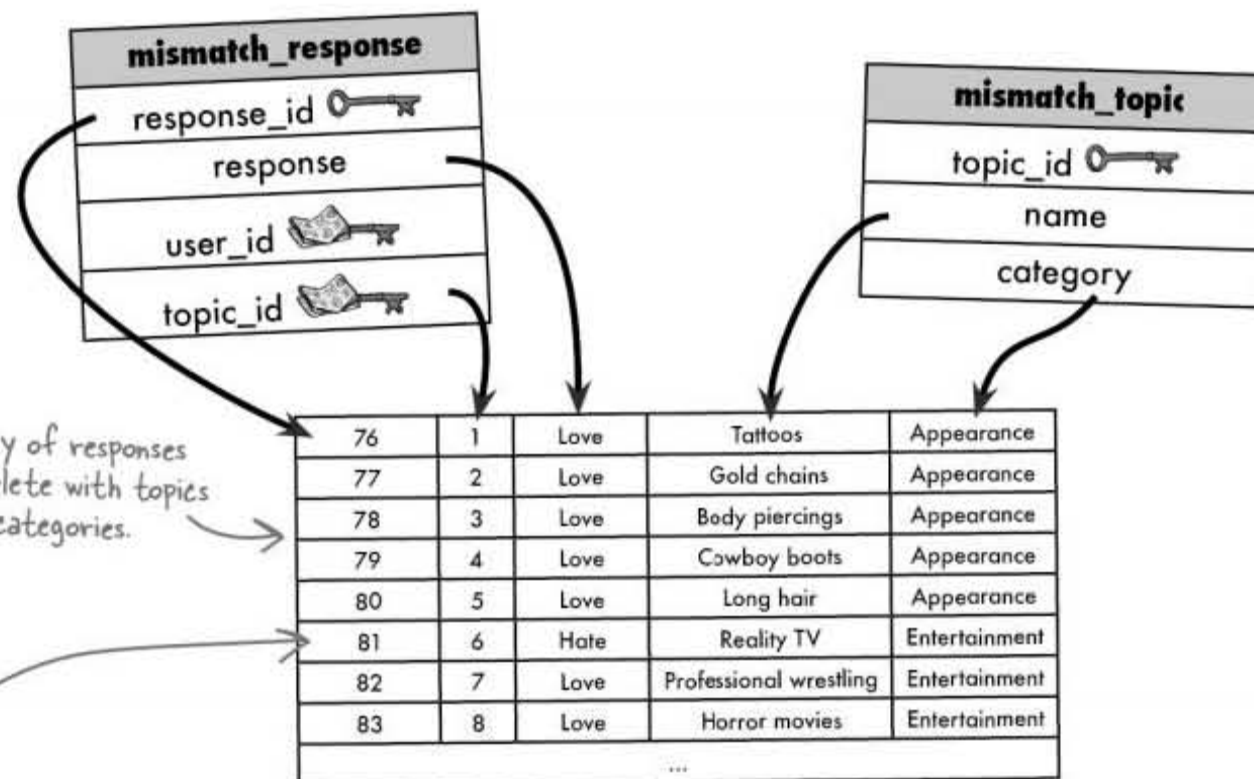 mismatch_response
response_id
response
user_id
topic_id
mismatch_topic
topic_id
name
category
y of responses
lete with topics
categories.
76 1 Love Tattoos Appearance
77 2 Love Gold chains Appearance
78 3 Love Body piercings Appearance
79 4 Love Cowboy boots Appearance
80 5 Love Long hair Appearance
81 6 Hate Reality TV Entertainment
82 7 Love Professional wrestling Entertainment
83 8 Love Horror movies Entertainment
...